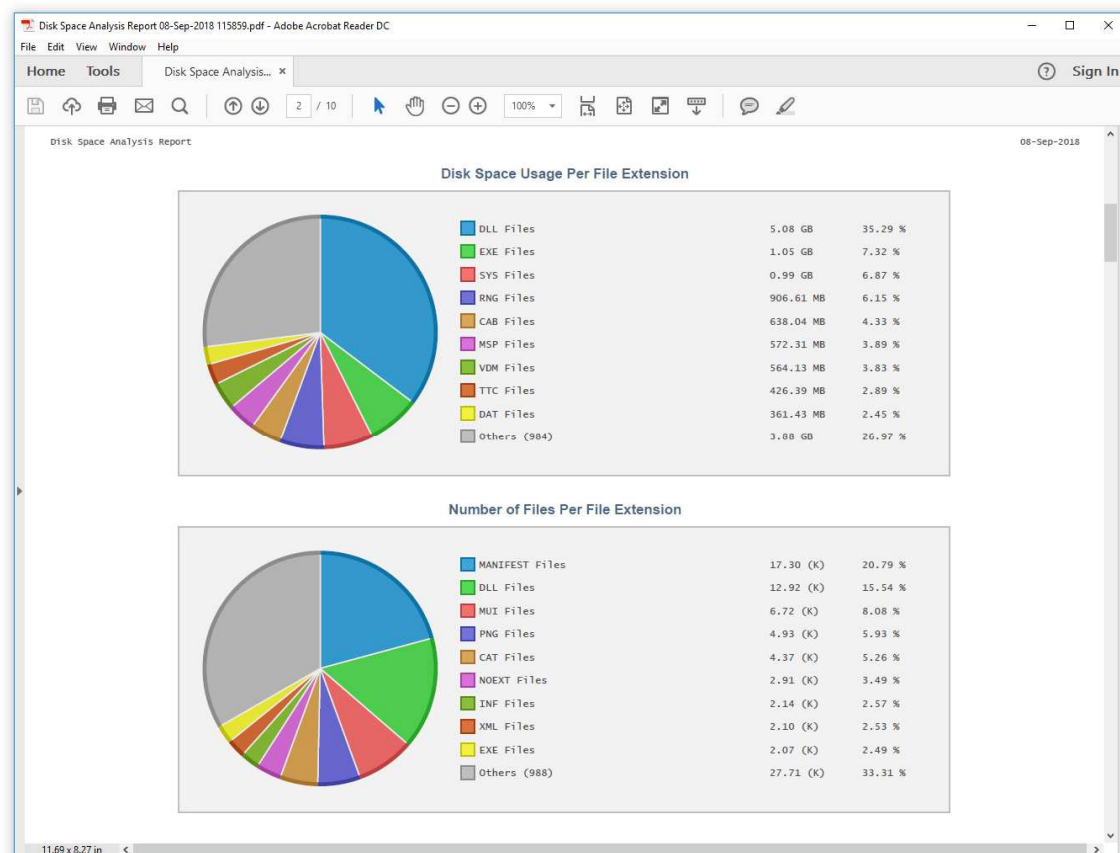 Disk Space Analysis Report 08-Sep-2018 115859.pdf - Adobe Acrobat Reader DC
File Edit View Window Help
Home Tools Disk Space Analysis... × ? Sign In
2 / 10 100%
Disk Space Analysis Report 08-Sep-2018
Disk Space Usage Per File Extension
DLL Files 5.08 GB 35.29 %
EXE Files 1.05 GB 7.32 %
SYS Files 0.99 GB 6.87 %
RNG Files 906.61 MB 6.15 %
CAB Files 638.04 MB 4.33 %
MSP Files 572.31 MB 3.89 %
VDM Files 564.13 MB 3.83 %
TTC Files 426.39 MB 2.89 %
DAT Files 361.43 MB 2.45 %
Others (984) 3.88 GB 26.97 %
Number of Files Per File Extension
MANIFEST Files 17.30 (K) 20.79 %
DLL Files 12.92 (K) 15.54 %
MUI Files 6.72 (K) 8.08 %
PNG Files 4.93 (K) 5.93 %
CAT Files 4.37 (K) 5.26 %
NOEXT Files 2.91 (K) 3.49 %
INF Files 2.14 (K) 2.57 %
XML Files 2.10 (K) 2.53 %
EXE Files 2.07 (K) 2.49 %
Others (988) 27.71 (K) 33.31 %
11.69 x 8.27 in